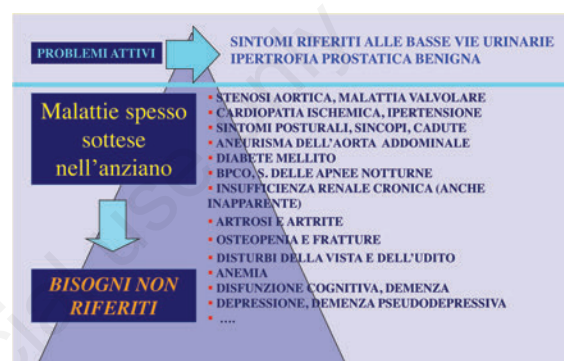 PROBLEMI ATTIVI
SINTOMI RIFERITI ALLE BASSE VIE URINARIE
IPERTROFIA PROSTATICA BENIGNA
Malattie spesso
sottese
nell'anziano
• STENOSI AORTICA, MALATTIA VALVOLARE
• CARDIOPATIA ISCHEMICA, IPERTENSIONE
• SINTOMI POSTURALI, SINCOPI, CADUTE
• ANEURISMA DELL'AORTA ADDOMINALE
• DIABETE MELLITO
• BPCO, S. DELLE APNEE NOTTURNE
• INSUFFICIENZA RENALE CRONICA (ANCHE
INAPPARENTE)
• ARTROSI E ARTRITE
• OSTEOPENIA E FRATTURE
• DISTURBI DELLA VISTA E DELL'UDITO
• ANEMIA
• DISFUNZIONE COGNITIVA, DEMENZA
• DEPRESSIONE, DEMENZA PSEUDODEPRESSIVA
• ....
BISOGNI NON
RIFERITI
use only